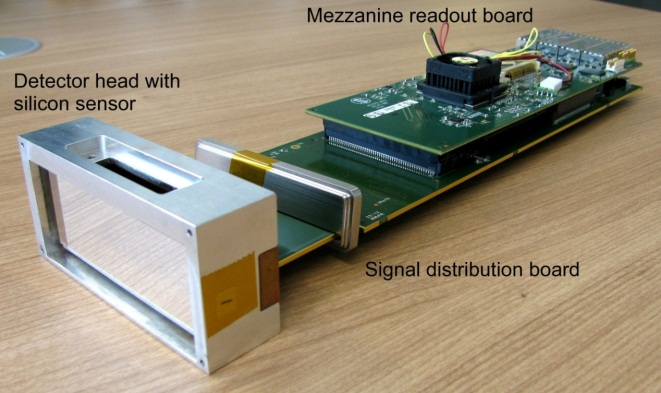 Mezzanine readout board
Detector head with
silicon sensor
Signal distribution board